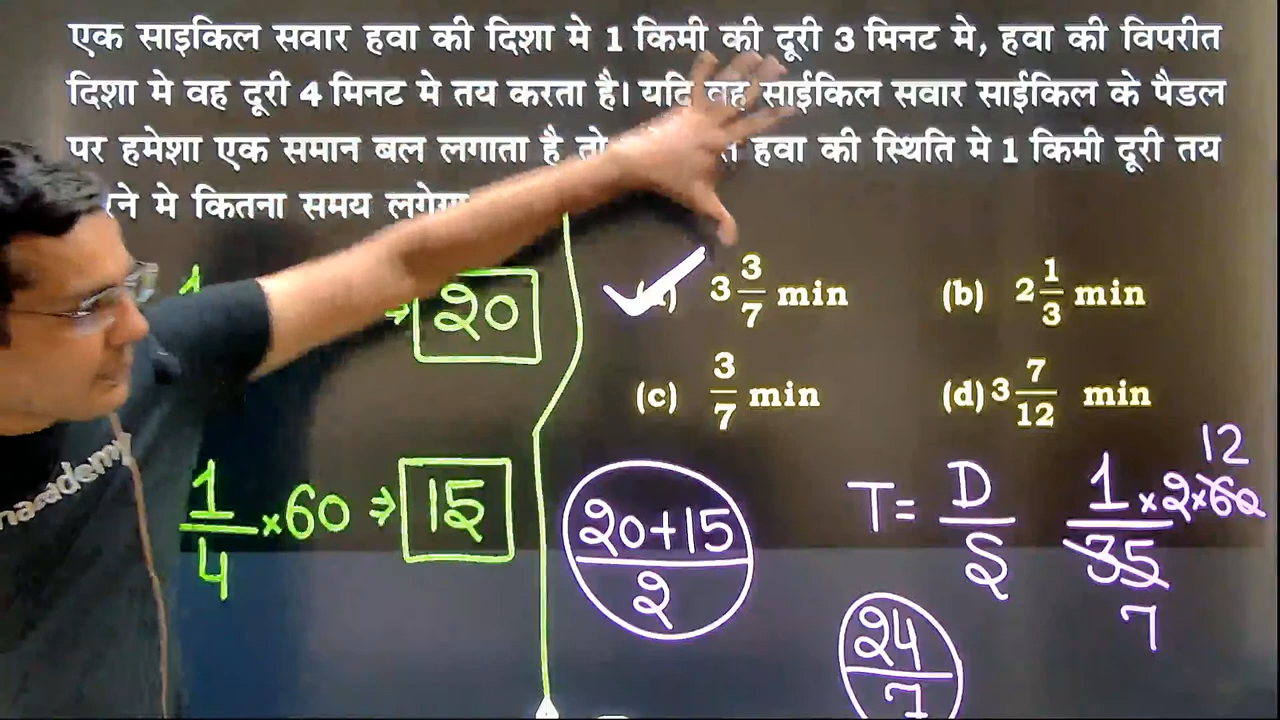 एक साइकिल सवार हवा की दिशा मे 1 किमी की दूरी 3 मिनट मे, हवा की विपरीत
दिशा मे वह दूरी 4 मिनट मे तय करता है। यदि वह साईकिल सवार साईकिल के पैडल
पर हमेशा एक समान बल लगाता है तो हवा की स्थिति मे 1 किमी दूरी तय
मे कितना समय लगेगा
(a) 3 3/7 min (b) 2 1/3 min
(c) 3/7 min (d) 3 7/12 min
1 ⇒ 20
1/4 × 60 ⇒ 15
20+15/2
T = D/S
1/35 × 2 × 60
12
7
24/7